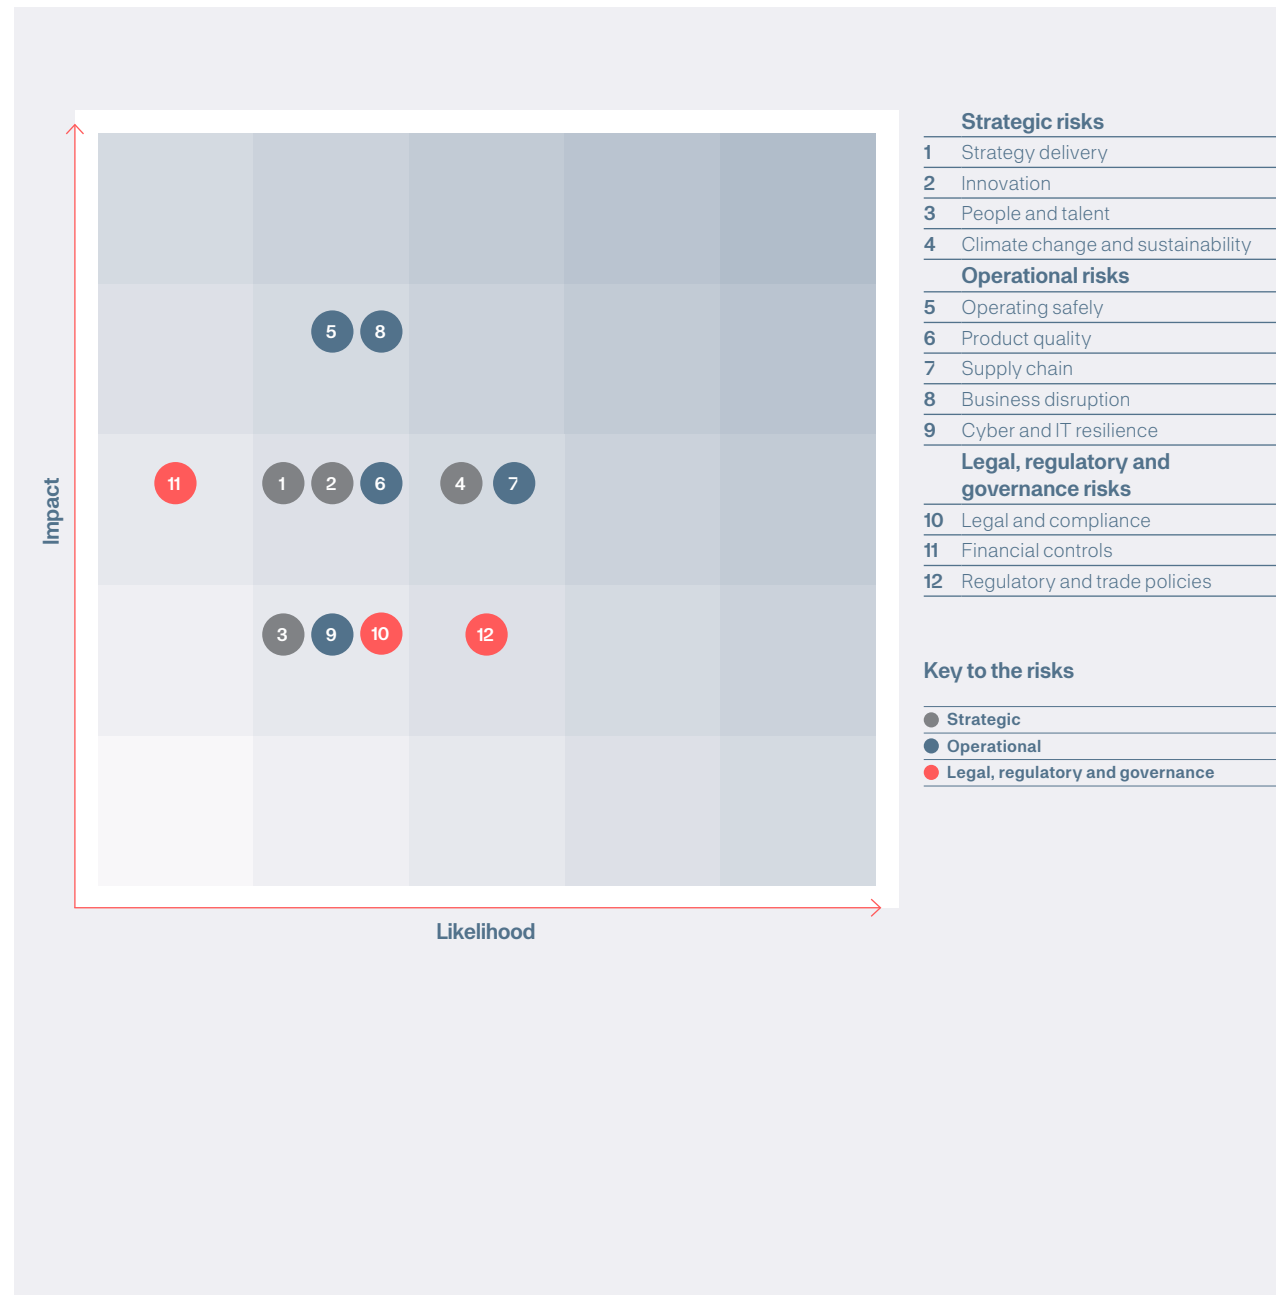 Impact
5 8
11 1 2 6 4 7
3 9 10 12
Likelihood
Strategic risks
1 Strategy delivery
2 Innovation
3 People and talent
4 Climate change and sustainability
Operational risks
5 Operating safely
6 Product quality
7 Supply chain
8 Business disruption
9 Cyber and IT resilience
Legal, regulatory and
governance risks
10 Legal and compliance
11 Financial controls
12 Regulatory and trade policies
Key to the risks
Strategic
Operational
Legal, regulatory and governance